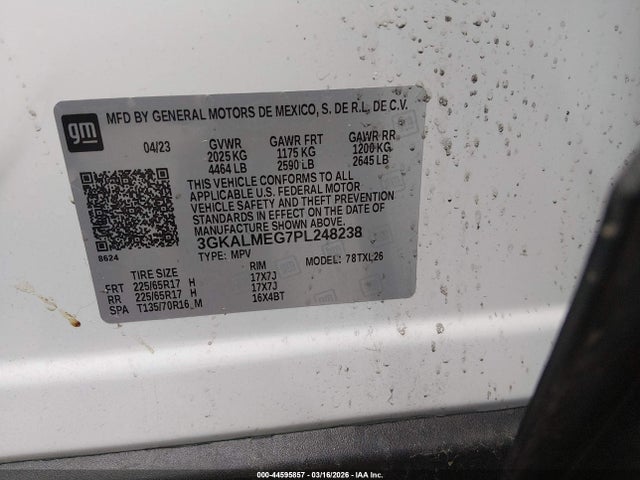 gm
MFD BY GENERAL MOTORS DE MEXICO, S. DE R.L, DE C.V.
04/23 GVWR GAWR FRT GAWR RR
2025 KG 1175 KG 1200 KG
4464 LB 2590 LB 2645 LB
THIS VEHICLE CONFORMS TO ALL
APPLICABLE U.S. FEDERAL MOTOR
VEHICLE SAFETY AND THEFT PREVENTION
STANDARDS IN EFFECT ON THE DATE OF
MANUFACTURE SHOWN ABOVE.
3GKALMEG7PL248238
8624 TYPE: MPV MODEL: 78TXL26
TIRE SIZE RIM
FRT 225/65R17 H 17X7J
RR 225/65R17 H 17X7J
SPA T135/70R16 M 16X4BT
000-44595857 | 03/16/2026 | IAA Inc.